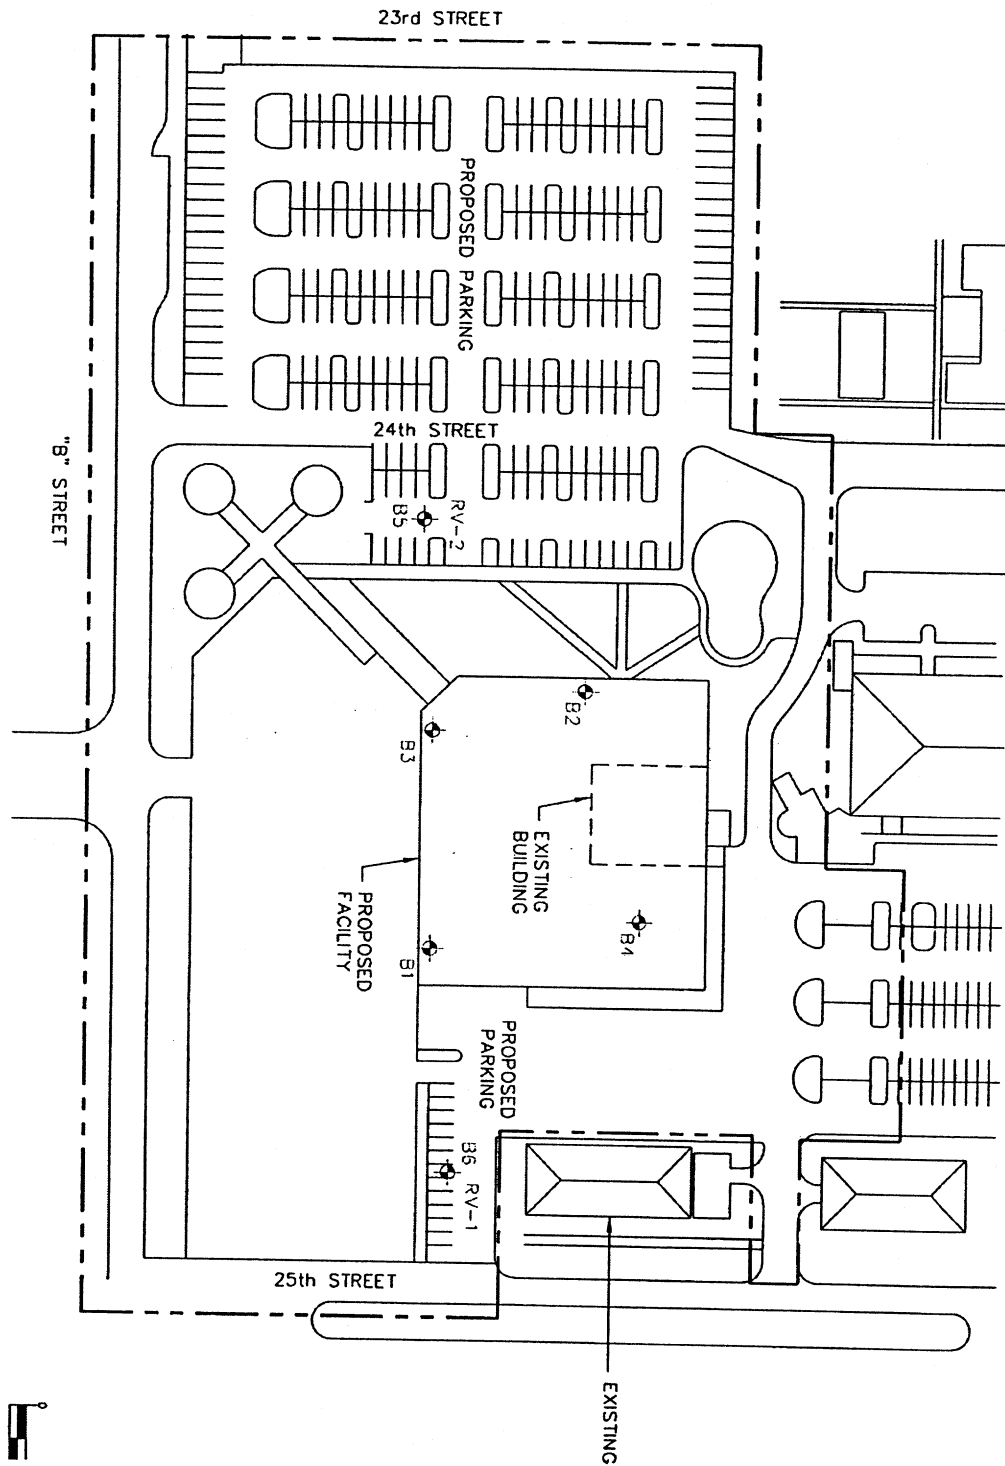 23rd STREET
PROPOSED PARKING
24th STREET
"B" STREET
RV-2
B5
B2
B3
EXISTING
BUILDING
PROPOSED
FACILITY
B4
B1
PROPOSED
PARKING
B6 RV-1
25th STREET
EXISTING
0